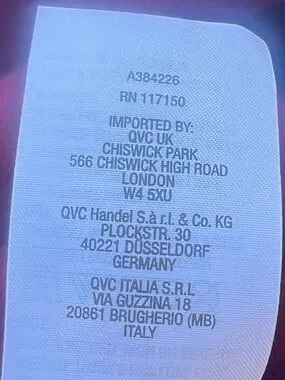 A384226
RN 117150
IMPORTED BY:
QVC UK
CHISWICK PARK
566 CHISWICK HIGH ROAD
LONDON
W4 5XU
QVC Handel S.à r.l. & Co. KG
PLOCKSTR. 30
40221 DÜSSELDORF
GERMANY
QVC ITALIA S.R.L
VIA GUZZINA 18
20861 BRUGHERIO (MB)
ITALY